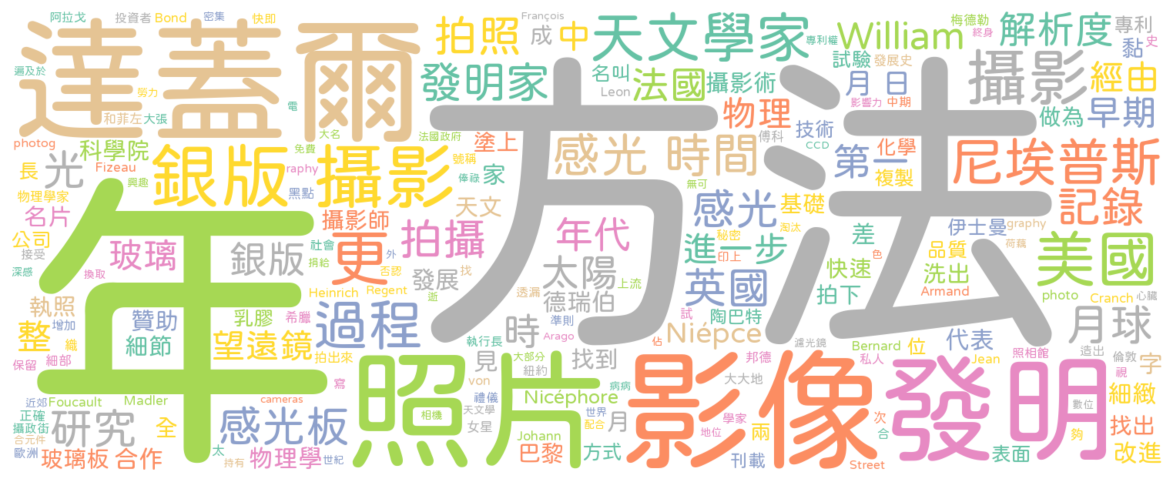 阿拉戈 投資者 Bond 密集 快即 François 梅德勒 終身
達蓋爾 拍照 成 中 天文學家 專利權 William 解析度 專利 黏 史
遍及於 發明家 名叫 法國 攝影術 試驗 發展史 月 日 攝影 經由
努力 電 Leon 物理 影響力 中期 做為 早期
和菲左 大張 大名 法國政府 塗上 傅科 技術 CCD
photog 科學院 免費 號稱 感光 時間 第一 化學 尼埃普斯
長 光 Fizeau 興趣 銀版 攝影 raphy 俸祿 家 無可 複製
物理學家 黑點 天文 感光 基礎 淘汰 伊士曼 graphy 記錄
名片 攝影師 更 拍攝 年代 秘密 差 品質 荷蘋
公司 接受 玻璃 銀版 社會 外 進一步 印上 色 洗出 美國
年 方法
深感 換取 捐給 否認 發展 找 太陽 英國 快速 Armand
執照 Regent 逝 透漏 上流 德瑞伯 試 拍下 photo Cranch 心臟
增加 贊助 乳膠 希臘 Heinrich 過程 時 準則 Arago 陶巴特 月球
整 織 細節 望遠鏡 執行長 見 找到 Niépce 佔 濾光鏡 Bernard 位 代表 造出
保留 細部 拍出來 大部分 紐約 邦德 私人 Jean 照相館 倫敦 視 字
近郊 Foucault Madler 寫 照片 von 禮儀 Nicéphore 病病 大大地 影像 發明 細緻
正確 研究 全 感光板 cameras 相機 天文學 女星 世界 月 學家 次 兩 數位 夠
攝政街 合元件 太 Johann 配合 地位 合 找出
歐洲 玻璃板 合作 物理學 世紀 持有 巴黎 方式 刊載 Street 表面 改進